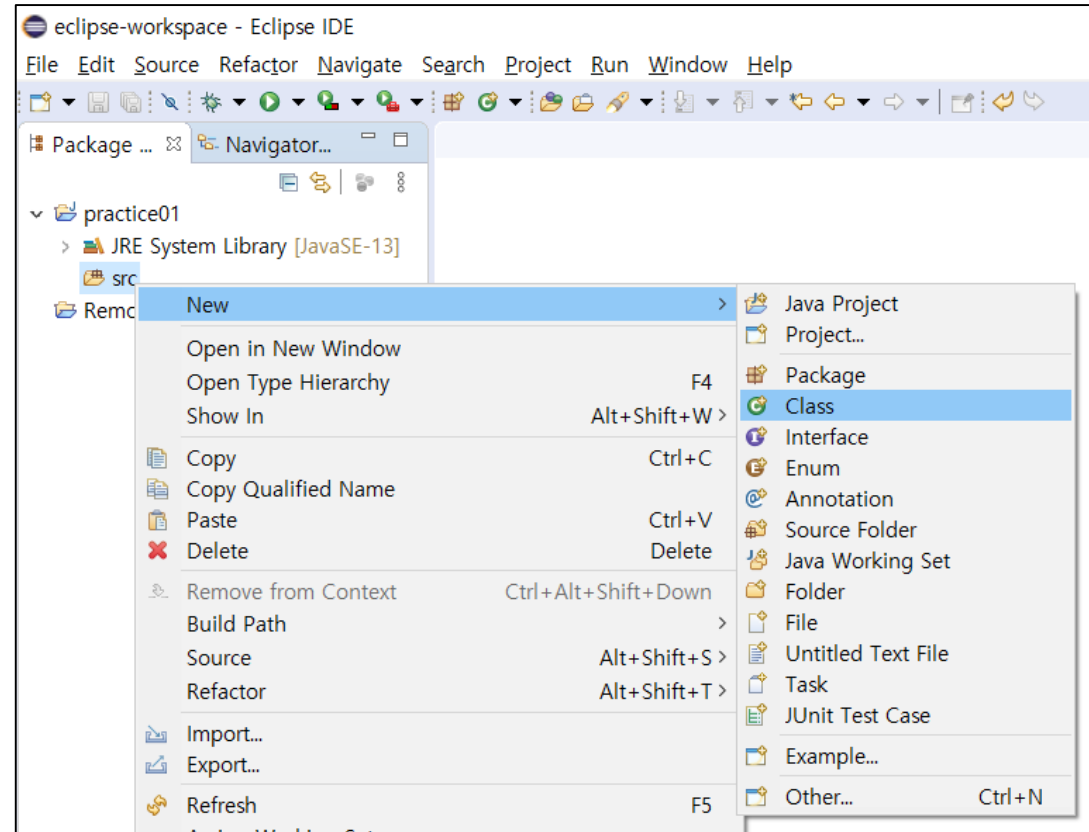 eclipse-workspace - Eclipse IDE
File Edit Source Refactor Navigate Search Project Run Window Help
Package ... Navigator...
practice01
JRE System Library [JavaSE-13]
src
Remo
New
Open in New Window
Open Type Hierarchy F4
Show In Alt+Shift+W >
Copy Ctrl+C
Copy Qualified Name
Paste Ctrl+V
Delete Delete
Remove from Context Ctrl+Alt+Shift+Down
Build Path >
Source Alt+Shift+S >
Refactor Alt+Shift+T >
Import...
Export...
Refresh F5
Java Project
Project...
Package
Class
Interface
Enum
Annotation
Source Folder
Java Working Set
Folder
File
Untitled Text File
Task
JUnit Test Case
Example...
Other... Ctrl+N